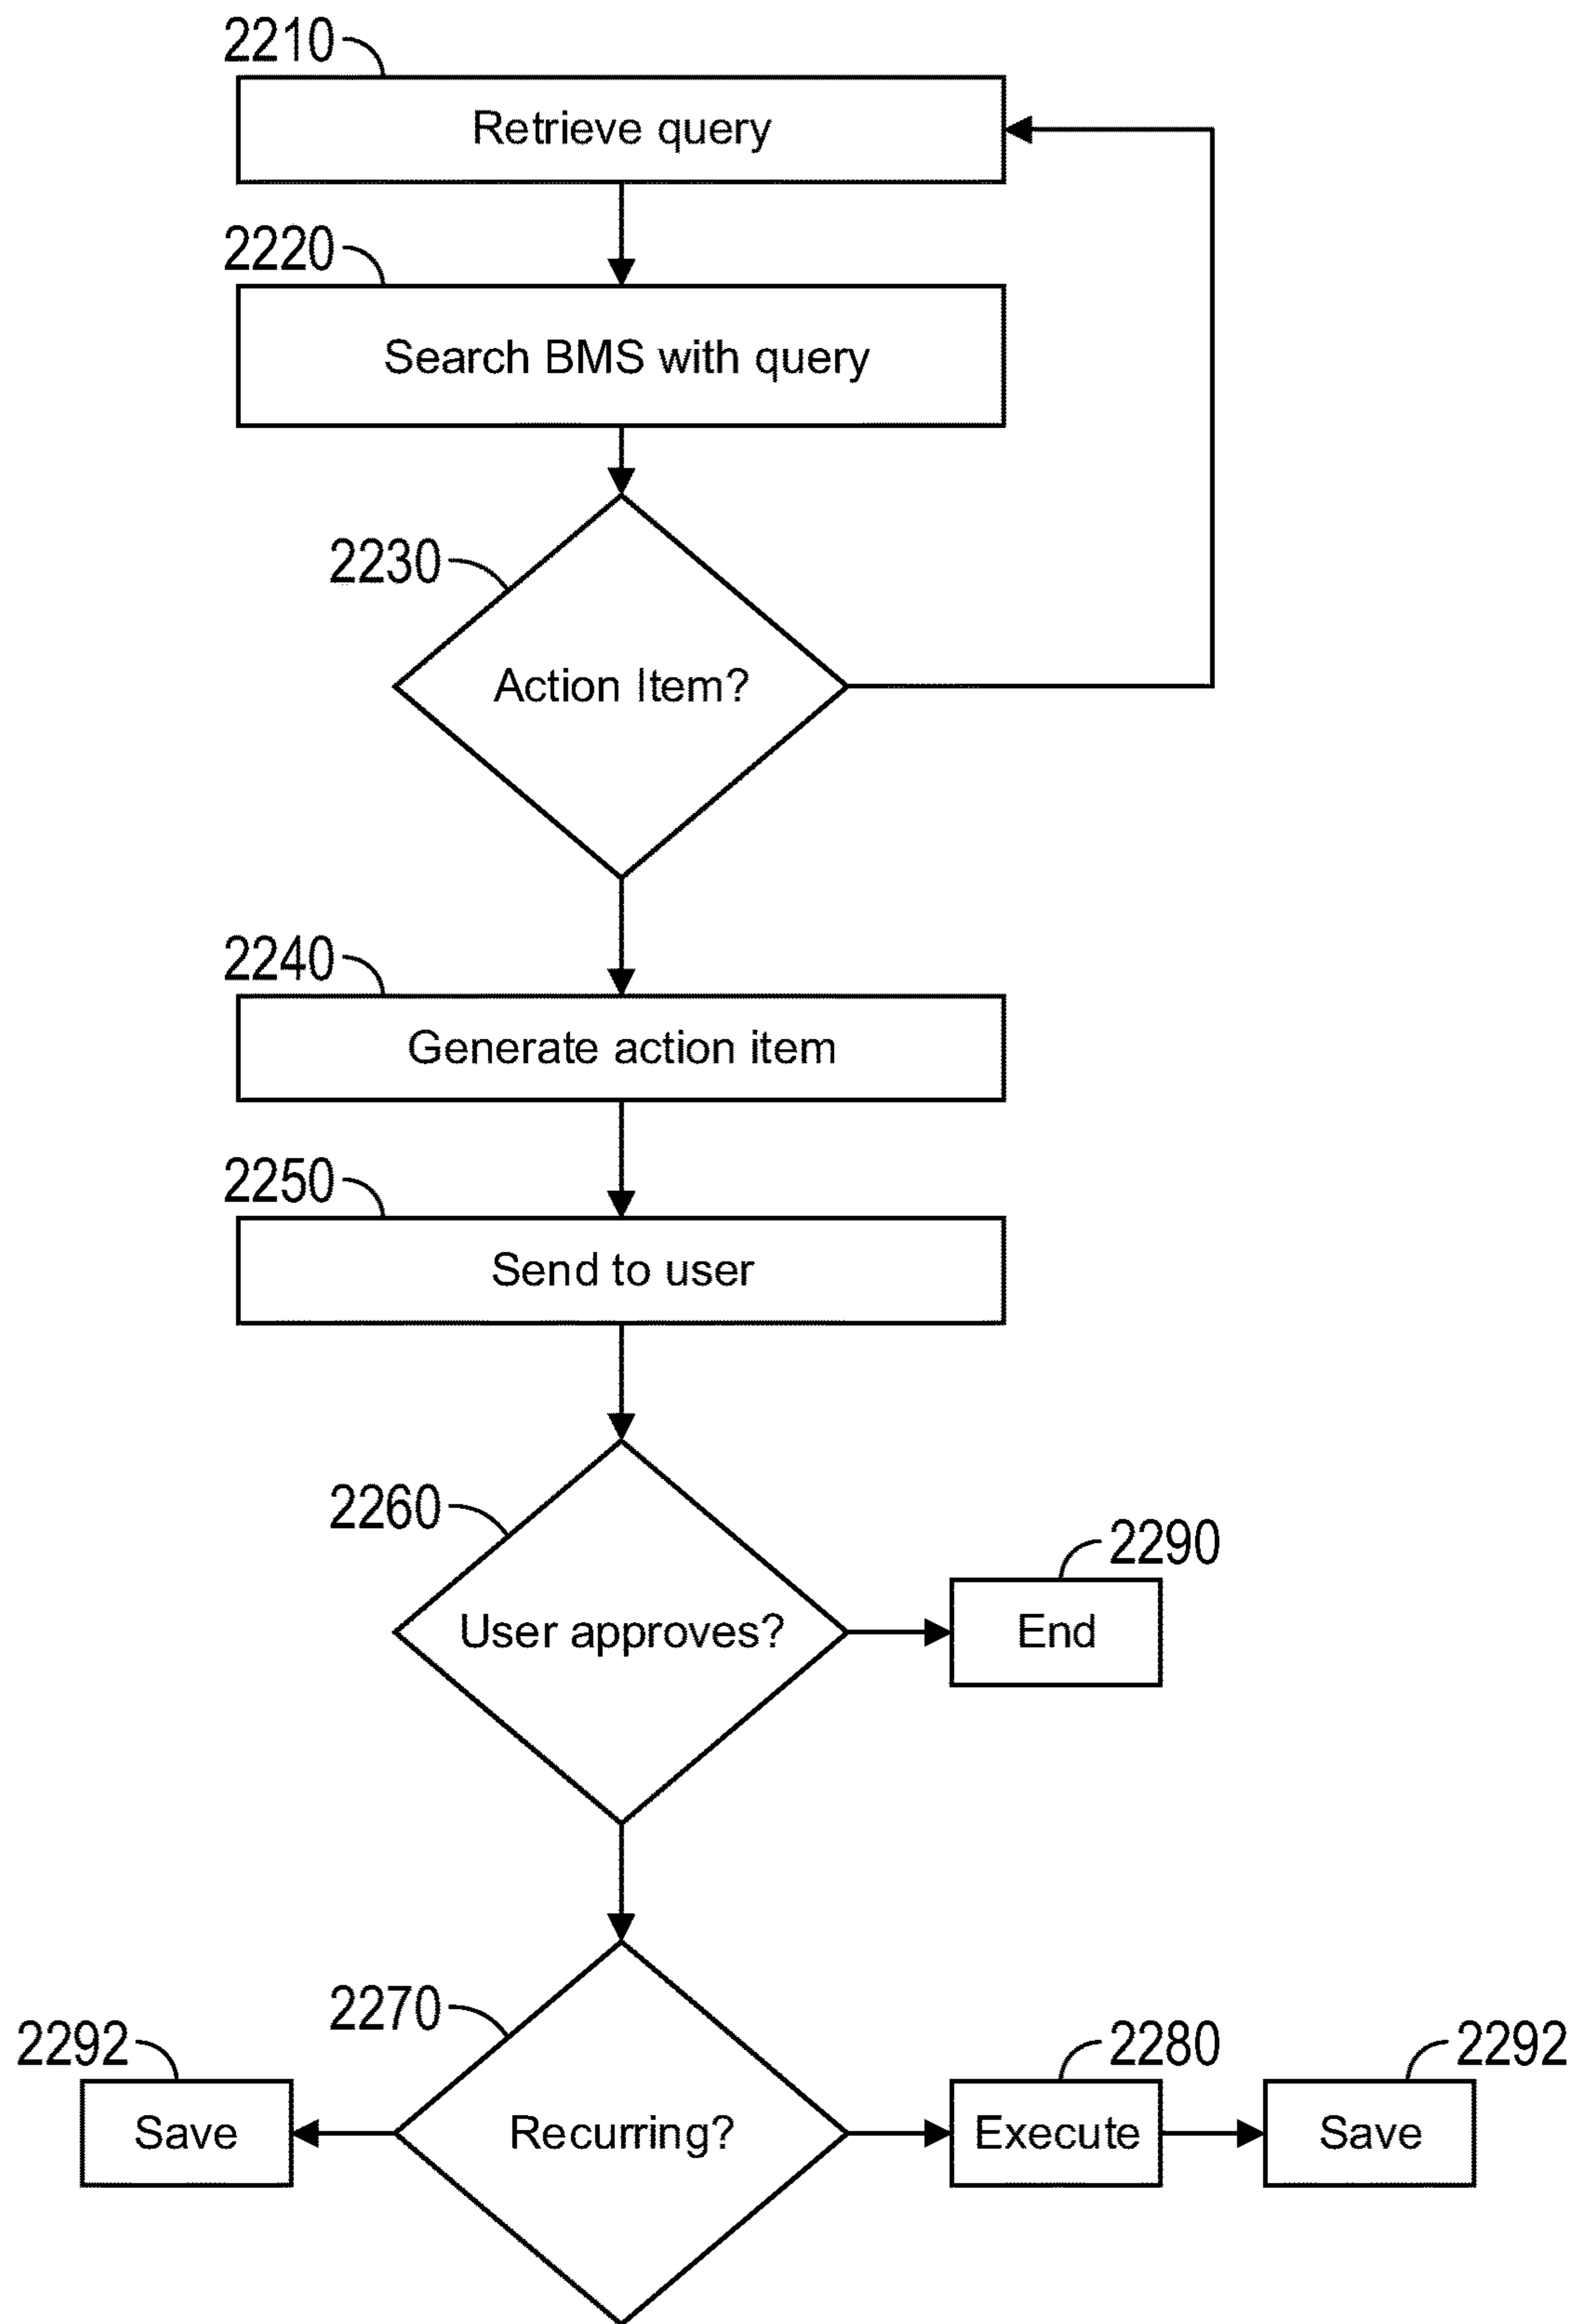 2210
Retrieve query
2220
Search BMS with query
2230
Action Item?
2240
Generate action item
2250
Send to user
2260
User approves?
2290
End
2270
Recurring?
2292
Save
2280
Execute
2292
Save